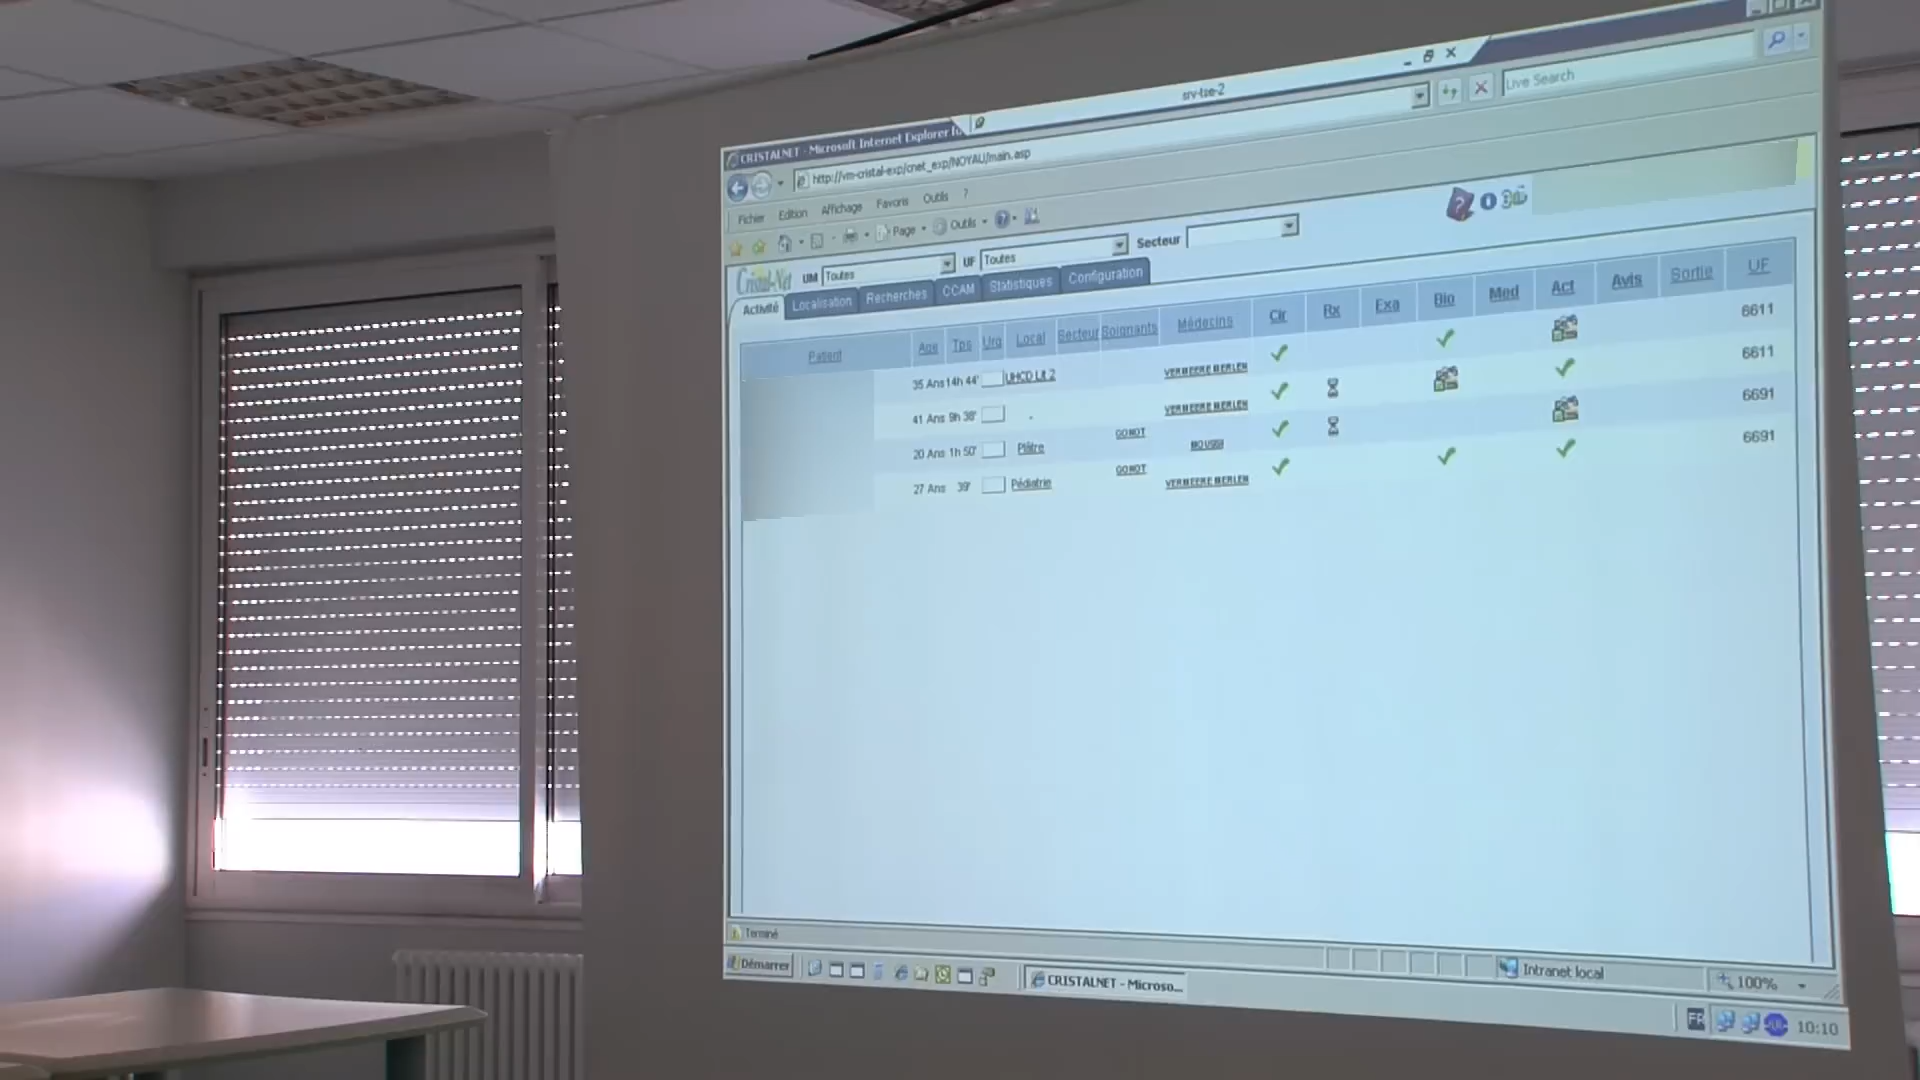 srv-tse-2
CRISTALNET - Microsoft Internet Explorer
http://vm-cristal-exp/cnet_exp/NOYAU/main.asp
Live Search
Fichier Edition Affichage Favoris Outils ?
Page Outils
Cristal-Net UM Toutes UF Toutes Secteur
Activité Localisation Recherches CCAM Statistiques Configuration
Patient Age Tps Urg Local Secteur Soignants Médecins Cir Rx Exa Bio Med Act Avis Sortie UF
35 Ans 14h 44' UHCD Lit 2 VERMEERE MERLEN 6611
41 Ans 9h 38' . VERMEERE MERLEN 6611
20 Ans 1h 50' Plâtre GONOT 6691
27 Ans 39' Pédiatrie GONOT VERMEERE MERLEN 6691
Terminé
Intranet local 100%
Démarrer CRISTALNET - Microso... FR 10:10